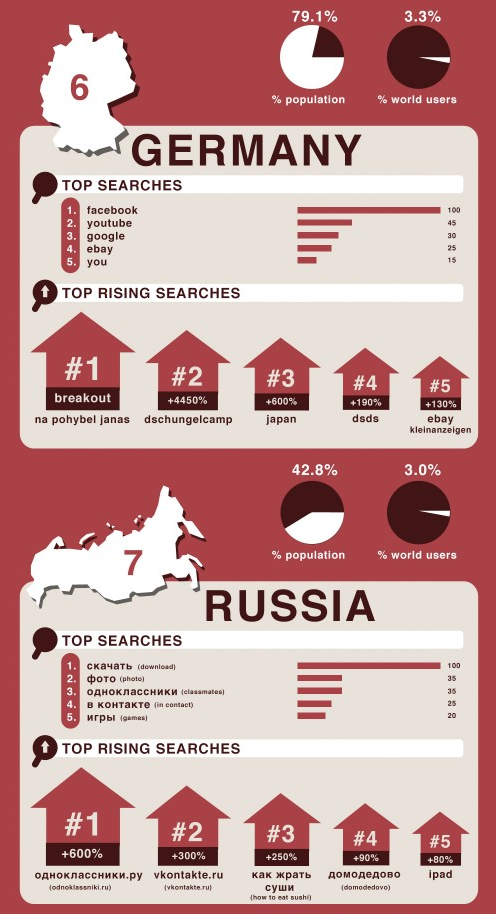 79.1%
3.3%
6
% population
% world users
GERMANY
TOP SEARCHES
1. facebook 100
2. youtube 45
3. google 30
4. ebay 25
5. you 15
TOP RISING SEARCHES
#1
breakout
na pohybel janas
#2
+4450%
dschungelcamp
#3
+600%
japan
#4
+190%
dsds
#5
+130%
ebay
kleinanzeigen
42.8%
3.0%
7
% population
% world users
RUSSIA
TOP SEARCHES
1. скачать (download) 100
2. фото (photo) 35
3. одноклассники (classmates) 35
4. в контакте (in contact) 25
5. игры (games) 20
TOP RISING SEARCHES
#1
+600%
одноклассники.ру
(odnoklassniki.ru)
#2
+300%
vkontakte.ru
(vkontakte.ru)
#3
+250%
как жрать
суши
(how to eat sushi)
#4
+90%
домодедово
(domodedovo)
#5
+80%
ipad